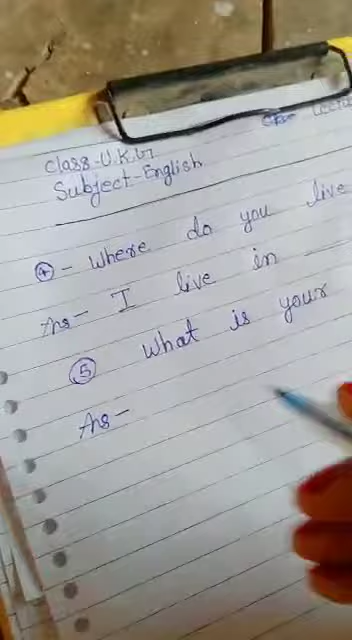 Class-U.K.G
Subject-English
④- Where do you live
Ans- I live in
⑤ What is your
Ans-